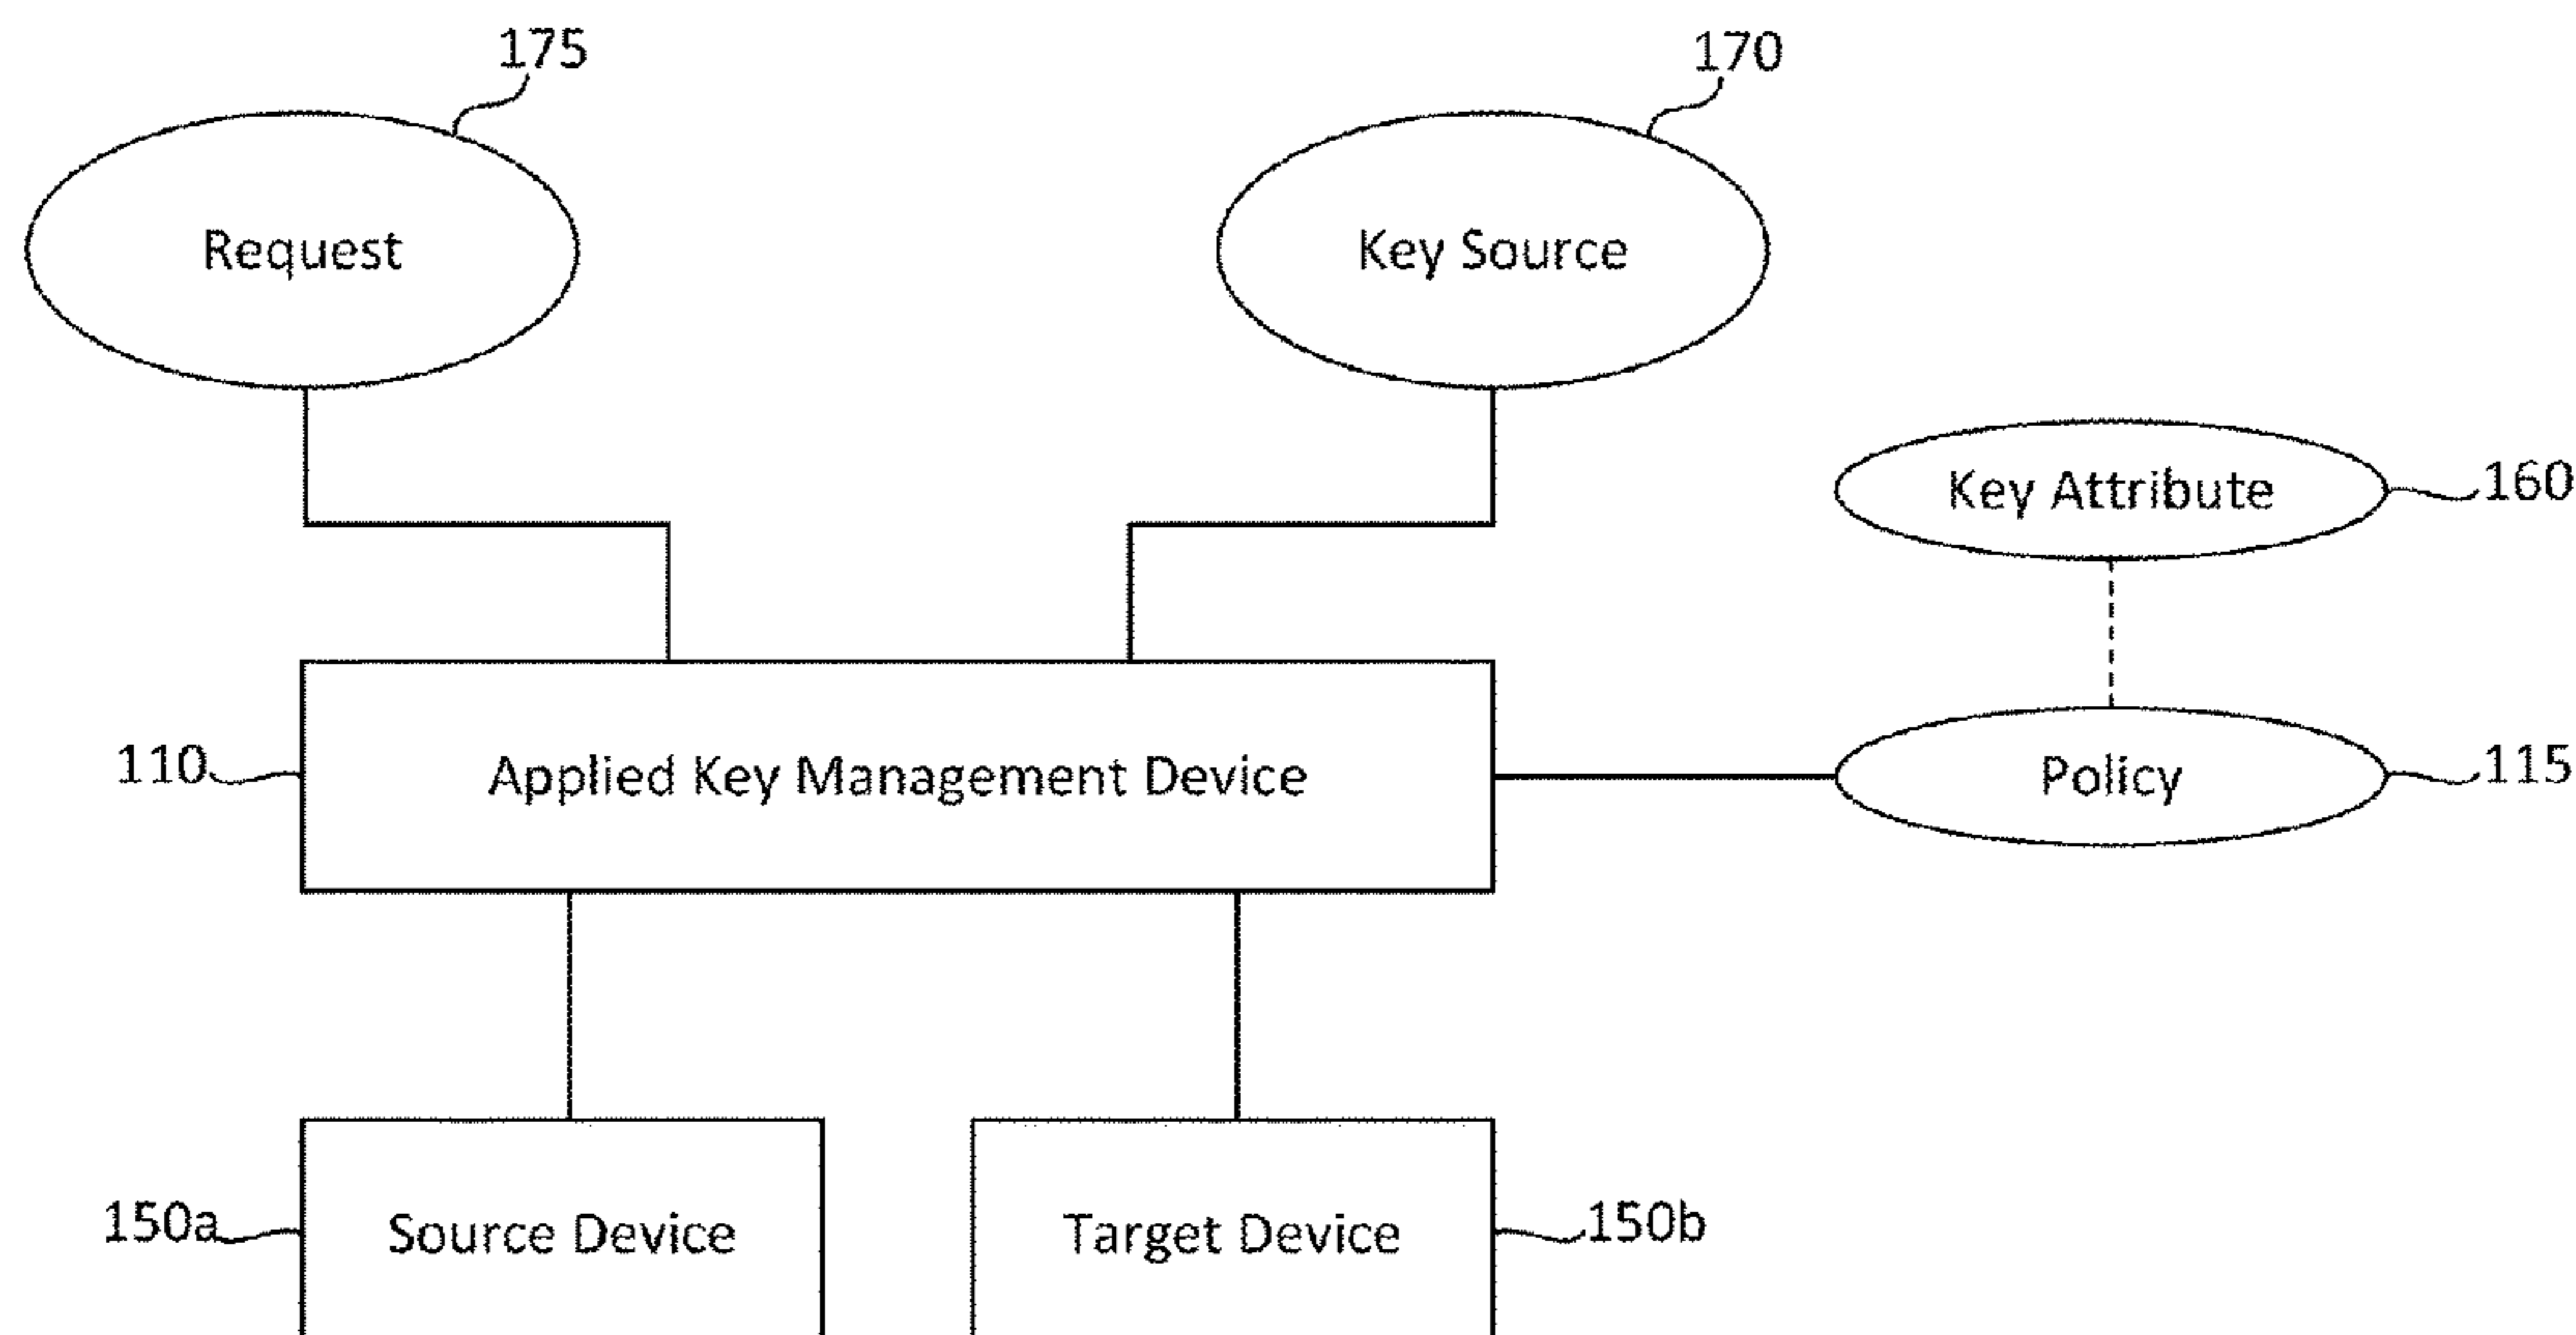 175
170
Request
Key Source
Key Attribute
160
110
Applied Key Management Device
Policy
115
150a
Source Device
Target Device
150b